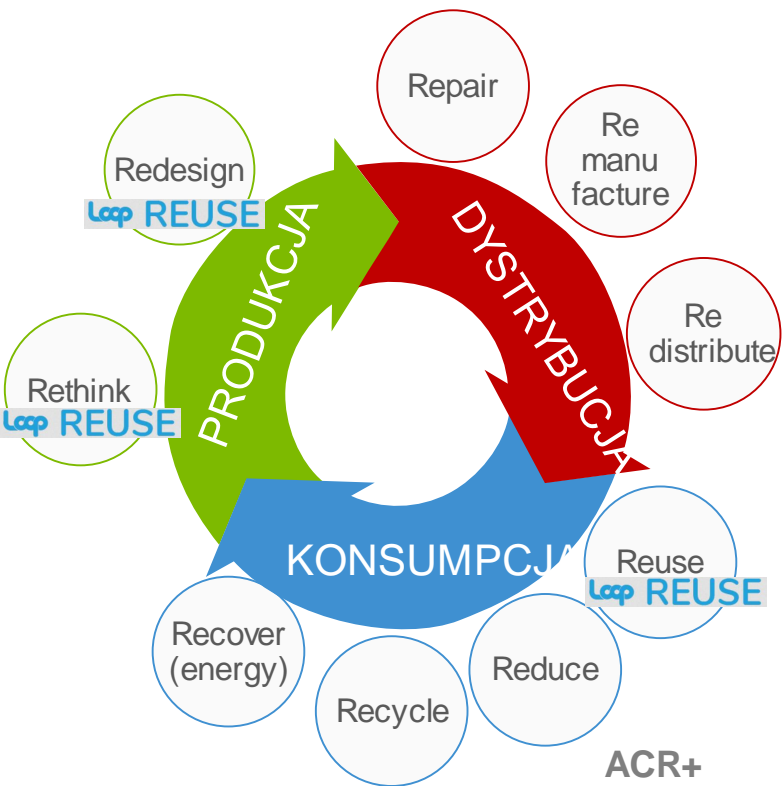 Repair
Re
manu
facture
Redesign
Loop REUSE
PRODUKCJA
DYSTRYBUCJA
Re
distribute
Rethink
Loop REUSE
KONSUMPCJA
Reuse
Loop REUSE
Recover
(energy)
Reduce
Recycle
ACR+